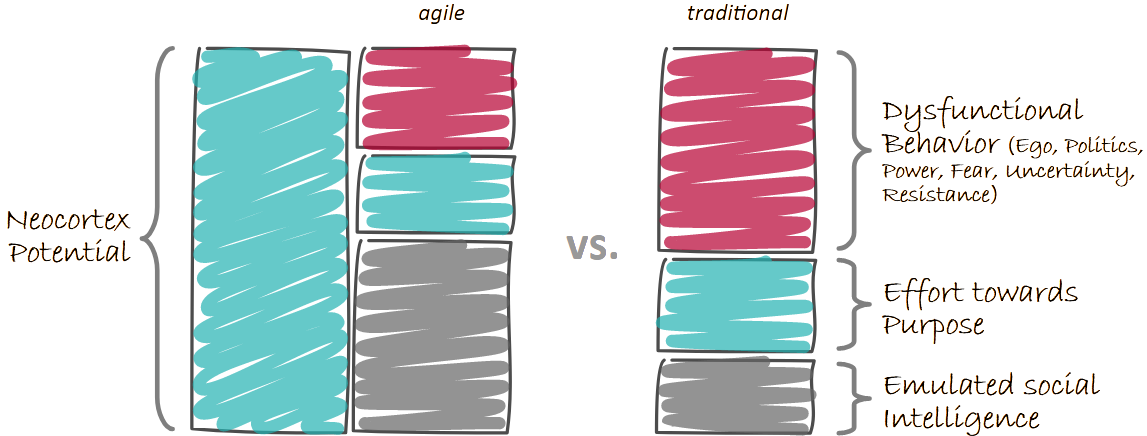 agile
traditional
Neocortex
Potential
vs.
Dysfunctional
Behavior (Ego, Politics,
Power, Fear, Uncertainty,
Resistance)
Effort towards
Purpose
Emulated social
Intelligence